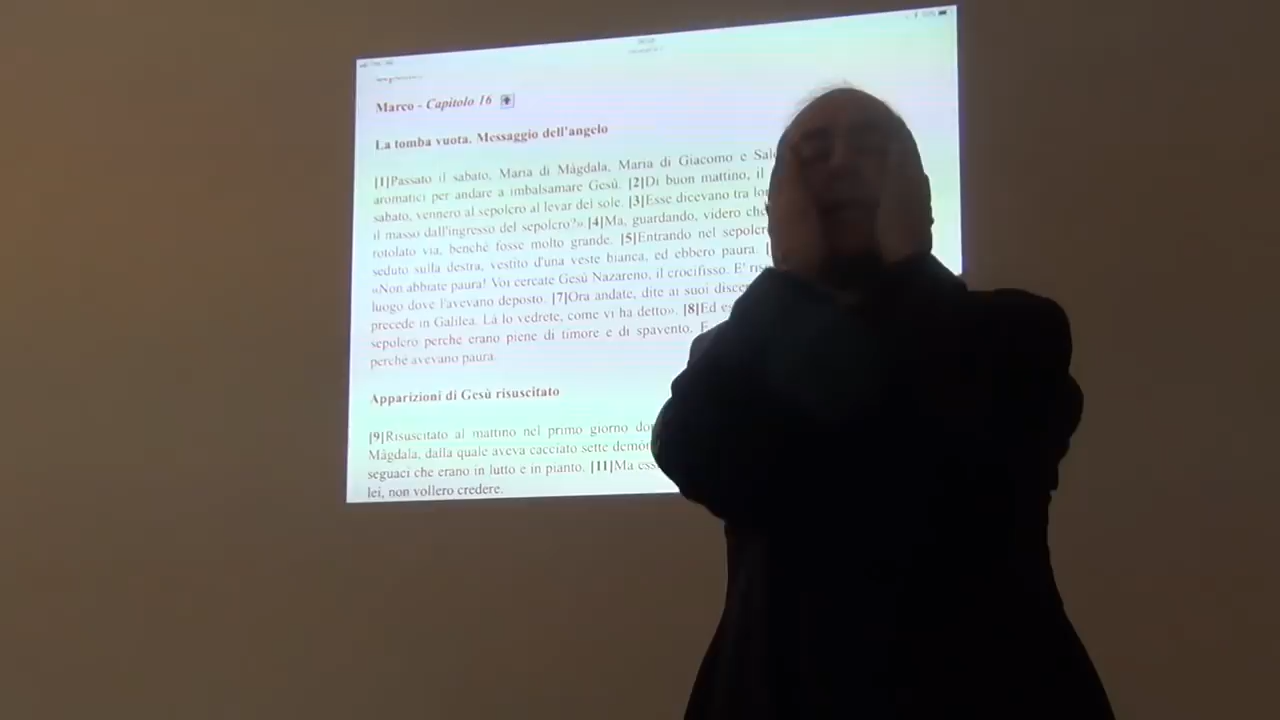 Marco - Capitolo 16
La tomba vuota. Messaggio dell'angelo
[1]Passato il sabato, Maria di Màgdala, Maria di Giacomo e
aromatici per andare a imbalsamare Gesù. [2]Di buon mattino, il
sabato, vennero al sepolcro al levar del sole. [3]Esse dicevano tra
il masso dall'ingresso del sepolcro?» [4]Ma, guardando, videro
rotolato via, benché fosse molto grande. [5]Entrando nel
seduto sulla destra, vestito d'una veste bianca, ed ebbero paura.
«Non abbiate paura! Voi cercate Gesù Nazareno, il crocifisso. E'
luogo dove l'avevano deposto. [7]Ora andate, dite ai suoi
precede in Galilea. Là lo vedrete, come vi ha detto». [8]Ed
sepolcro perché erano piene di timore e di spavento.
perché avevano paura.
Apparizioni di Gesù risuscitato
[9]Risuscitato al mattino nel primo giorno
Màgdala, dalla quale aveva cacciato sette
seguaci che erano in lutto e in pianto. [11]Ma
lei, non vollero credere.